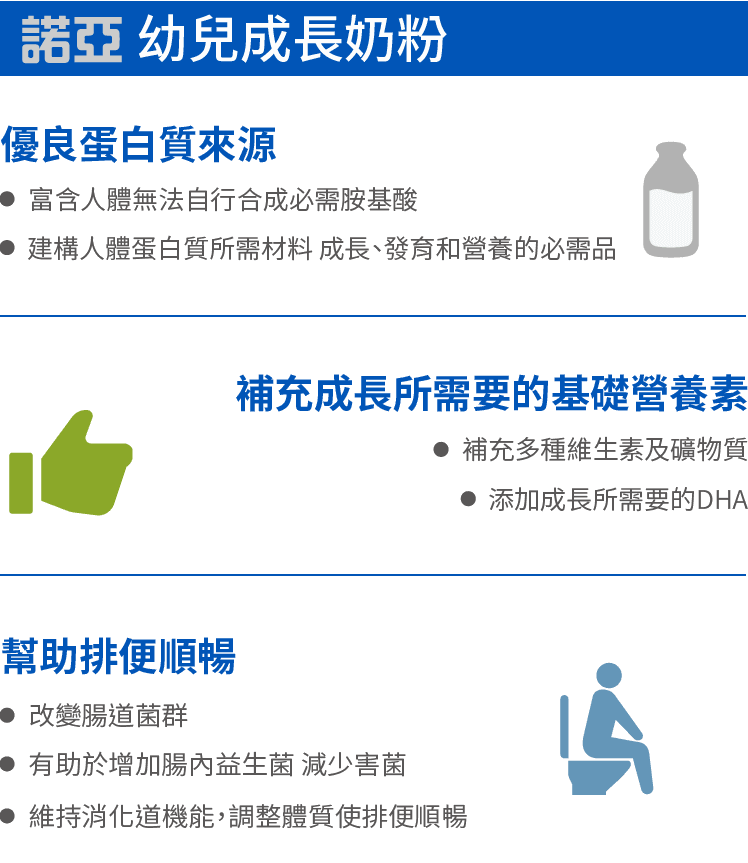 諾亞 幼兒成長奶粉
優良蛋白質來源
● 富含人體無法自行合成必需胺基酸
● 建構人體蛋白質所需材料 成長、發育和營養的必需品
補充成長所需要的基礎營養素
● 補充多種維生素及礦物質
● 添加成長所需要的DHA
幫助排便順暢
● 改變腸道菌群
● 有助於增加腸內益生菌 減少害菌
● 維持消化道機能，調整體質使排便順暢